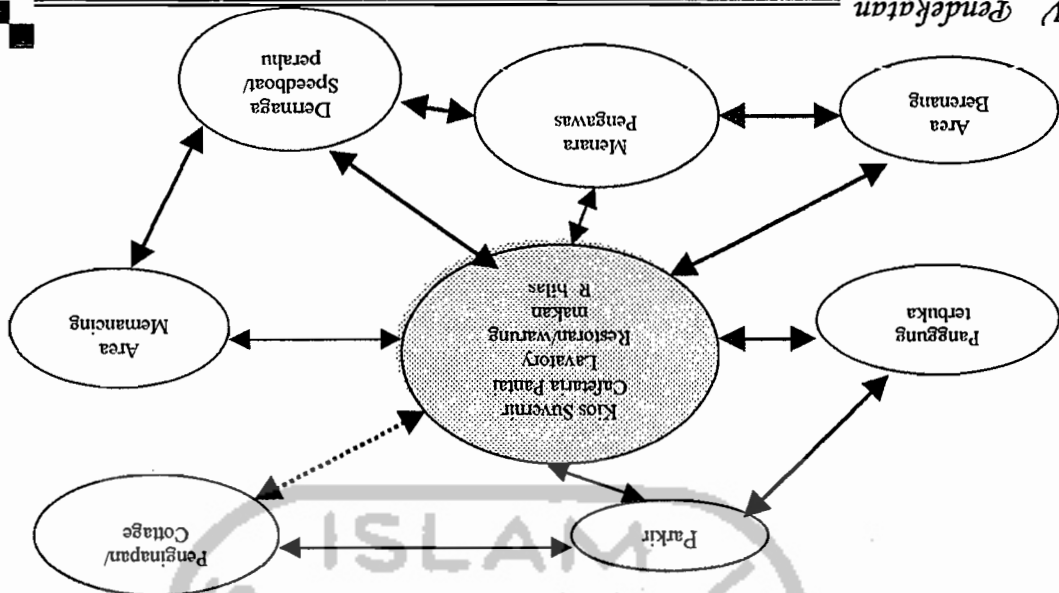 Parkir
Penginapan/
Cottage
Panggung
terbuka
Kios Suvernir
Cafetaria Pantai
Lavatory
Restoran/warung
makan
R. bilas
Area
Memancing
Area
Berenang
Menara
Pengawas
Dermaga
Speedboat/
perahu
Pendekatan
ISLAM